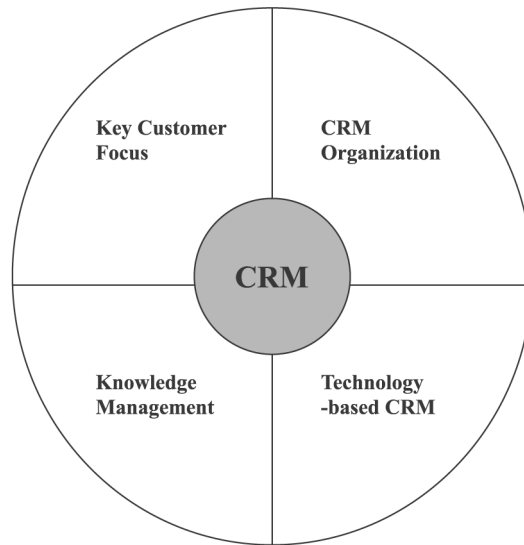 Key Customer
Focus
CRM
Organization
CRM
Knowledge
Management
Technology
-based CRM